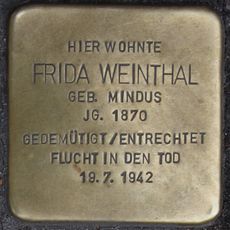 HIER WOHNTE
FRIDA WEINTHAL
GEB. MINDUS
JG. 1870
GEDEMÜTIGT/ENTRECHTET
FLUCHT IN DEN TOD
19.7.1942